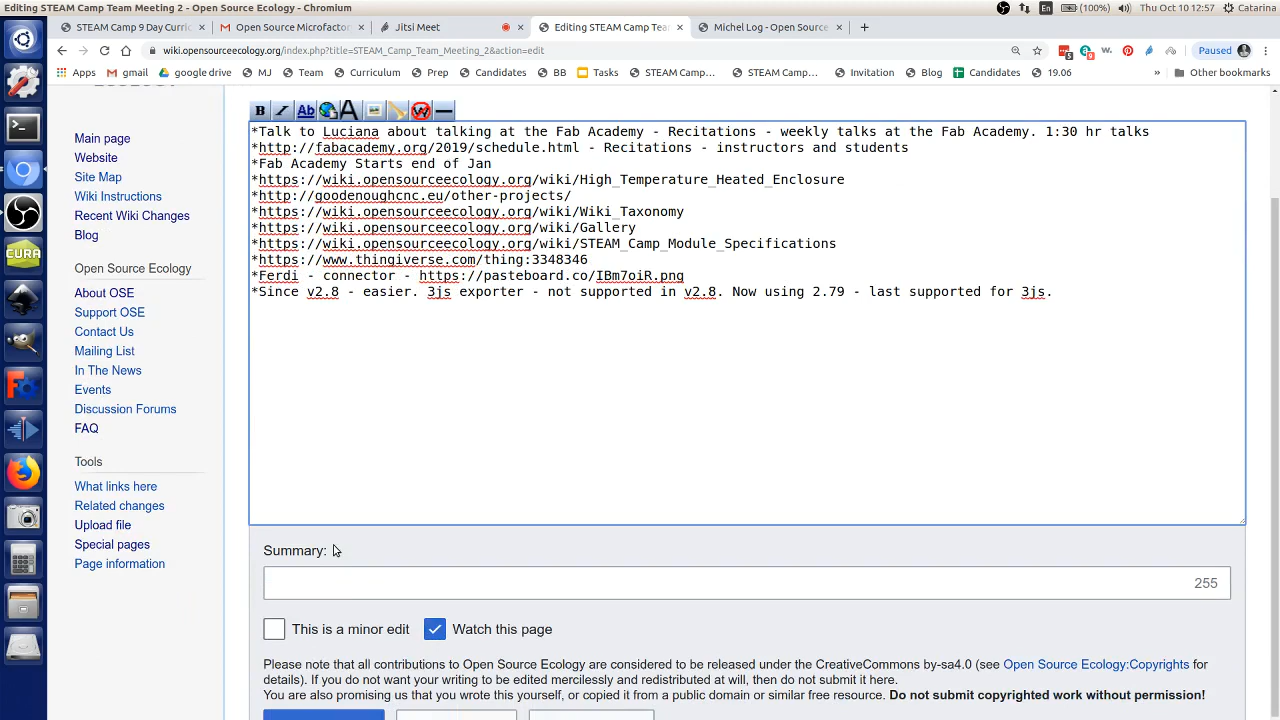 Editing STEAM Camp Team Meeting 2 - Open Source Ecology - Chromium
En (100%) Thu Oct 10 12:57 Catarina
STEAM Camp 9 Day Curric
Open Source Microfactor
Jitsi Meet
Editing STEAM Camp Tea
Michel Log - Open Source
wiki.opensourceecology.org/index.php?title=STEAM_Camp_Team_Meeting_2&action=edit
5 8 w. Paused
Apps gmail google drive MJ Team Curriculum Prep Candidates BB Tasks STEAM Camp... STEAM Camp... Invitation Blog Candidates 19.06 » Other bookmarks
B I Ab A W
*Talk to Luciana about talking at the Fab Academy - Recitations - weekly talks at the Fab Academy. 1:30 hr talks
*http://fabacademy.org/2019/schedule.html - Recitations - instructors and students
*Fab Academy Starts end of Jan
*https://wiki.opensourceecology.org/wiki/High_Temperature_Heated_Enclosure
*http://goodenoughcnc.eu/other-projects/
*https://wiki.opensourceecology.org/wiki/Wiki_Taxonomy
*https://wiki.opensourceecology.org/wiki/Gallery
*https://wiki.opensourceecology.org/wiki/STEAM_Camp_Module_Specifications
*https://www.thingiverse.com/thing:3348346
*Ferdi - connector - https://pasteboard.co/IBm7oiR.png
*Since v2.8 - easier. 3js exporter - not supported in v2.8. Now using 2.79 - last supported for 3js.
Main page
Website
Site Map
Wiki Instructions
Recent Wiki Changes
Blog
Open Source Ecology
About OSE
Support OSE
Contact Us
Mailing List
In The News
Events
Discussion Forums
FAQ
Tools
What links here
Related changes
Upload file
Special pages
Page information
CURA
Summary:
255
This is a minor edit Watch this page
Please note that all contributions to Open Source Ecology are considered to be released under the CreativeCommons by-sa4.0 (see Open Source Ecology:Copyrights for
details). If you do not want your writing to be edited mercilessly and redistributed at will, then do not submit it here.
You are also promising us that you wrote this yourself, or copied it from a public domain or similar free resource. Do not submit copyrighted work without permission!